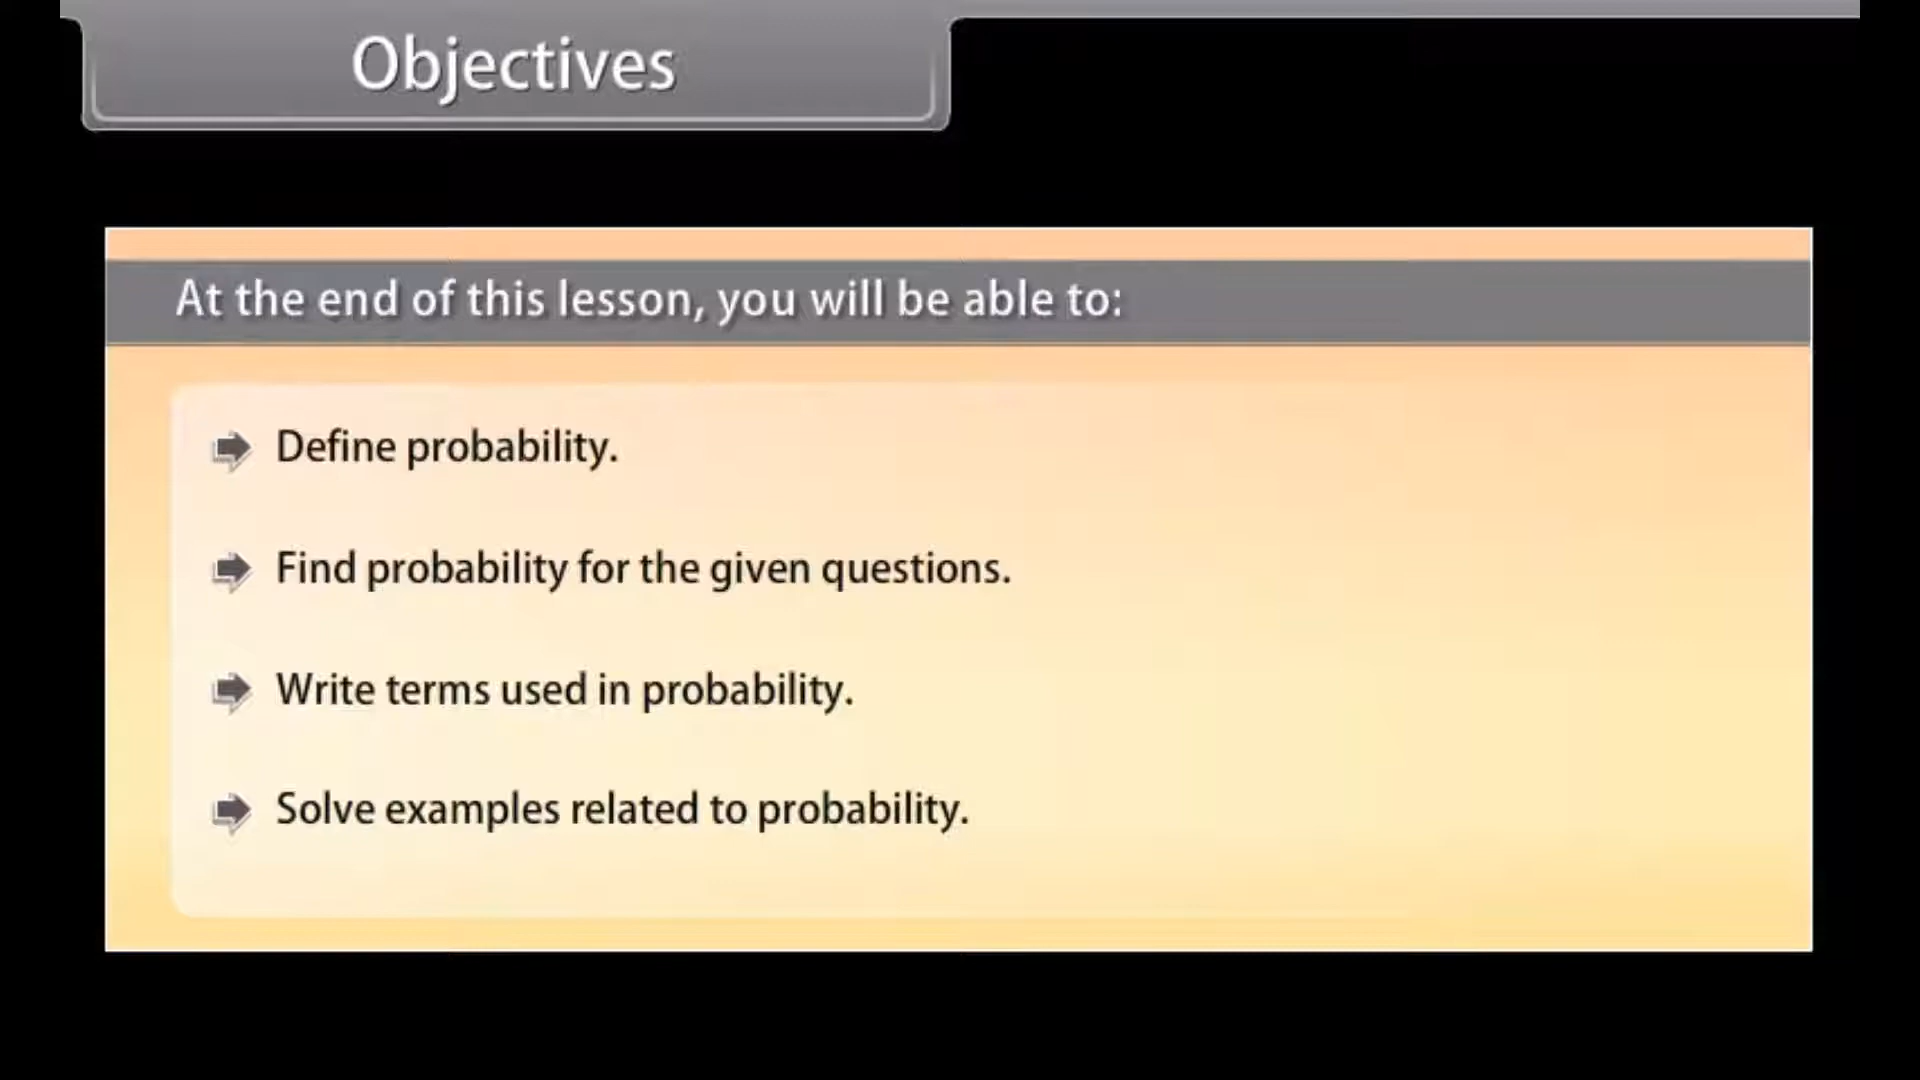 Objectives
At the end of this lesson, you will be able to:
Define probability.
Find probability for the given questions.
Write terms used in probability.
Solve examples related to probability.